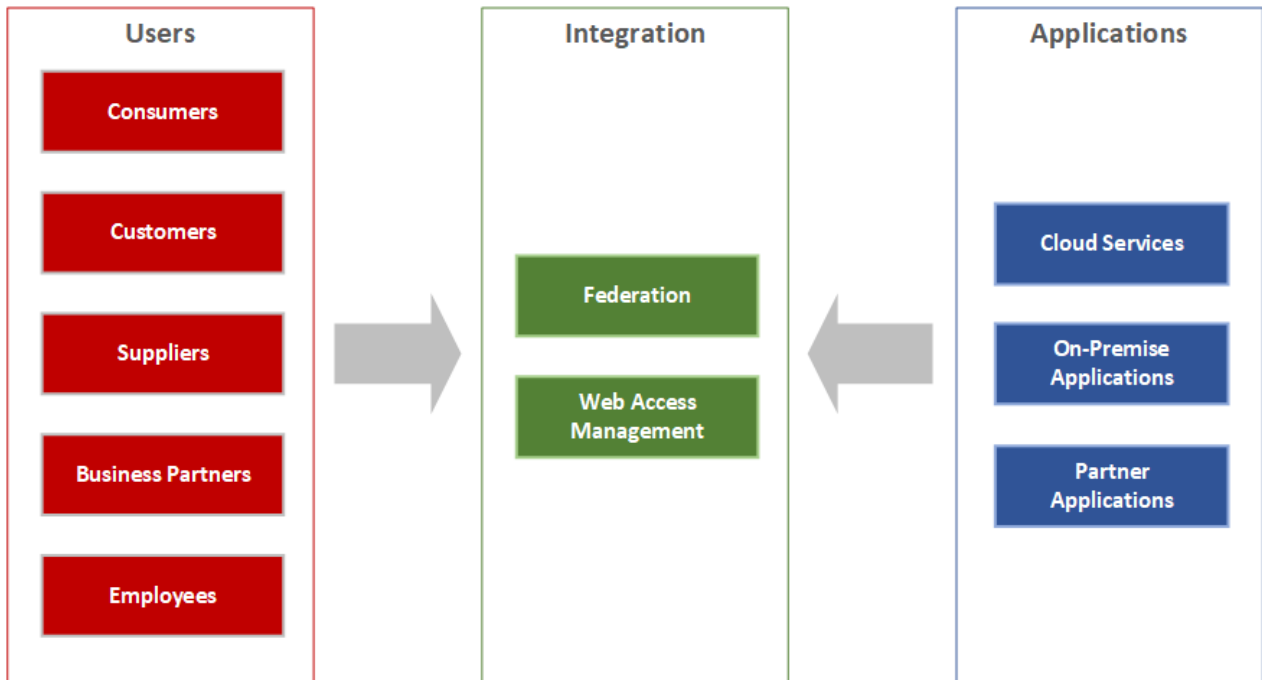 Users
Consumers
Customers
Suppliers
Business Partners
Employees
Integration
Federation
Web Access
Management
Applications
Cloud Services
On-Premise
Applications
Partner
Applications